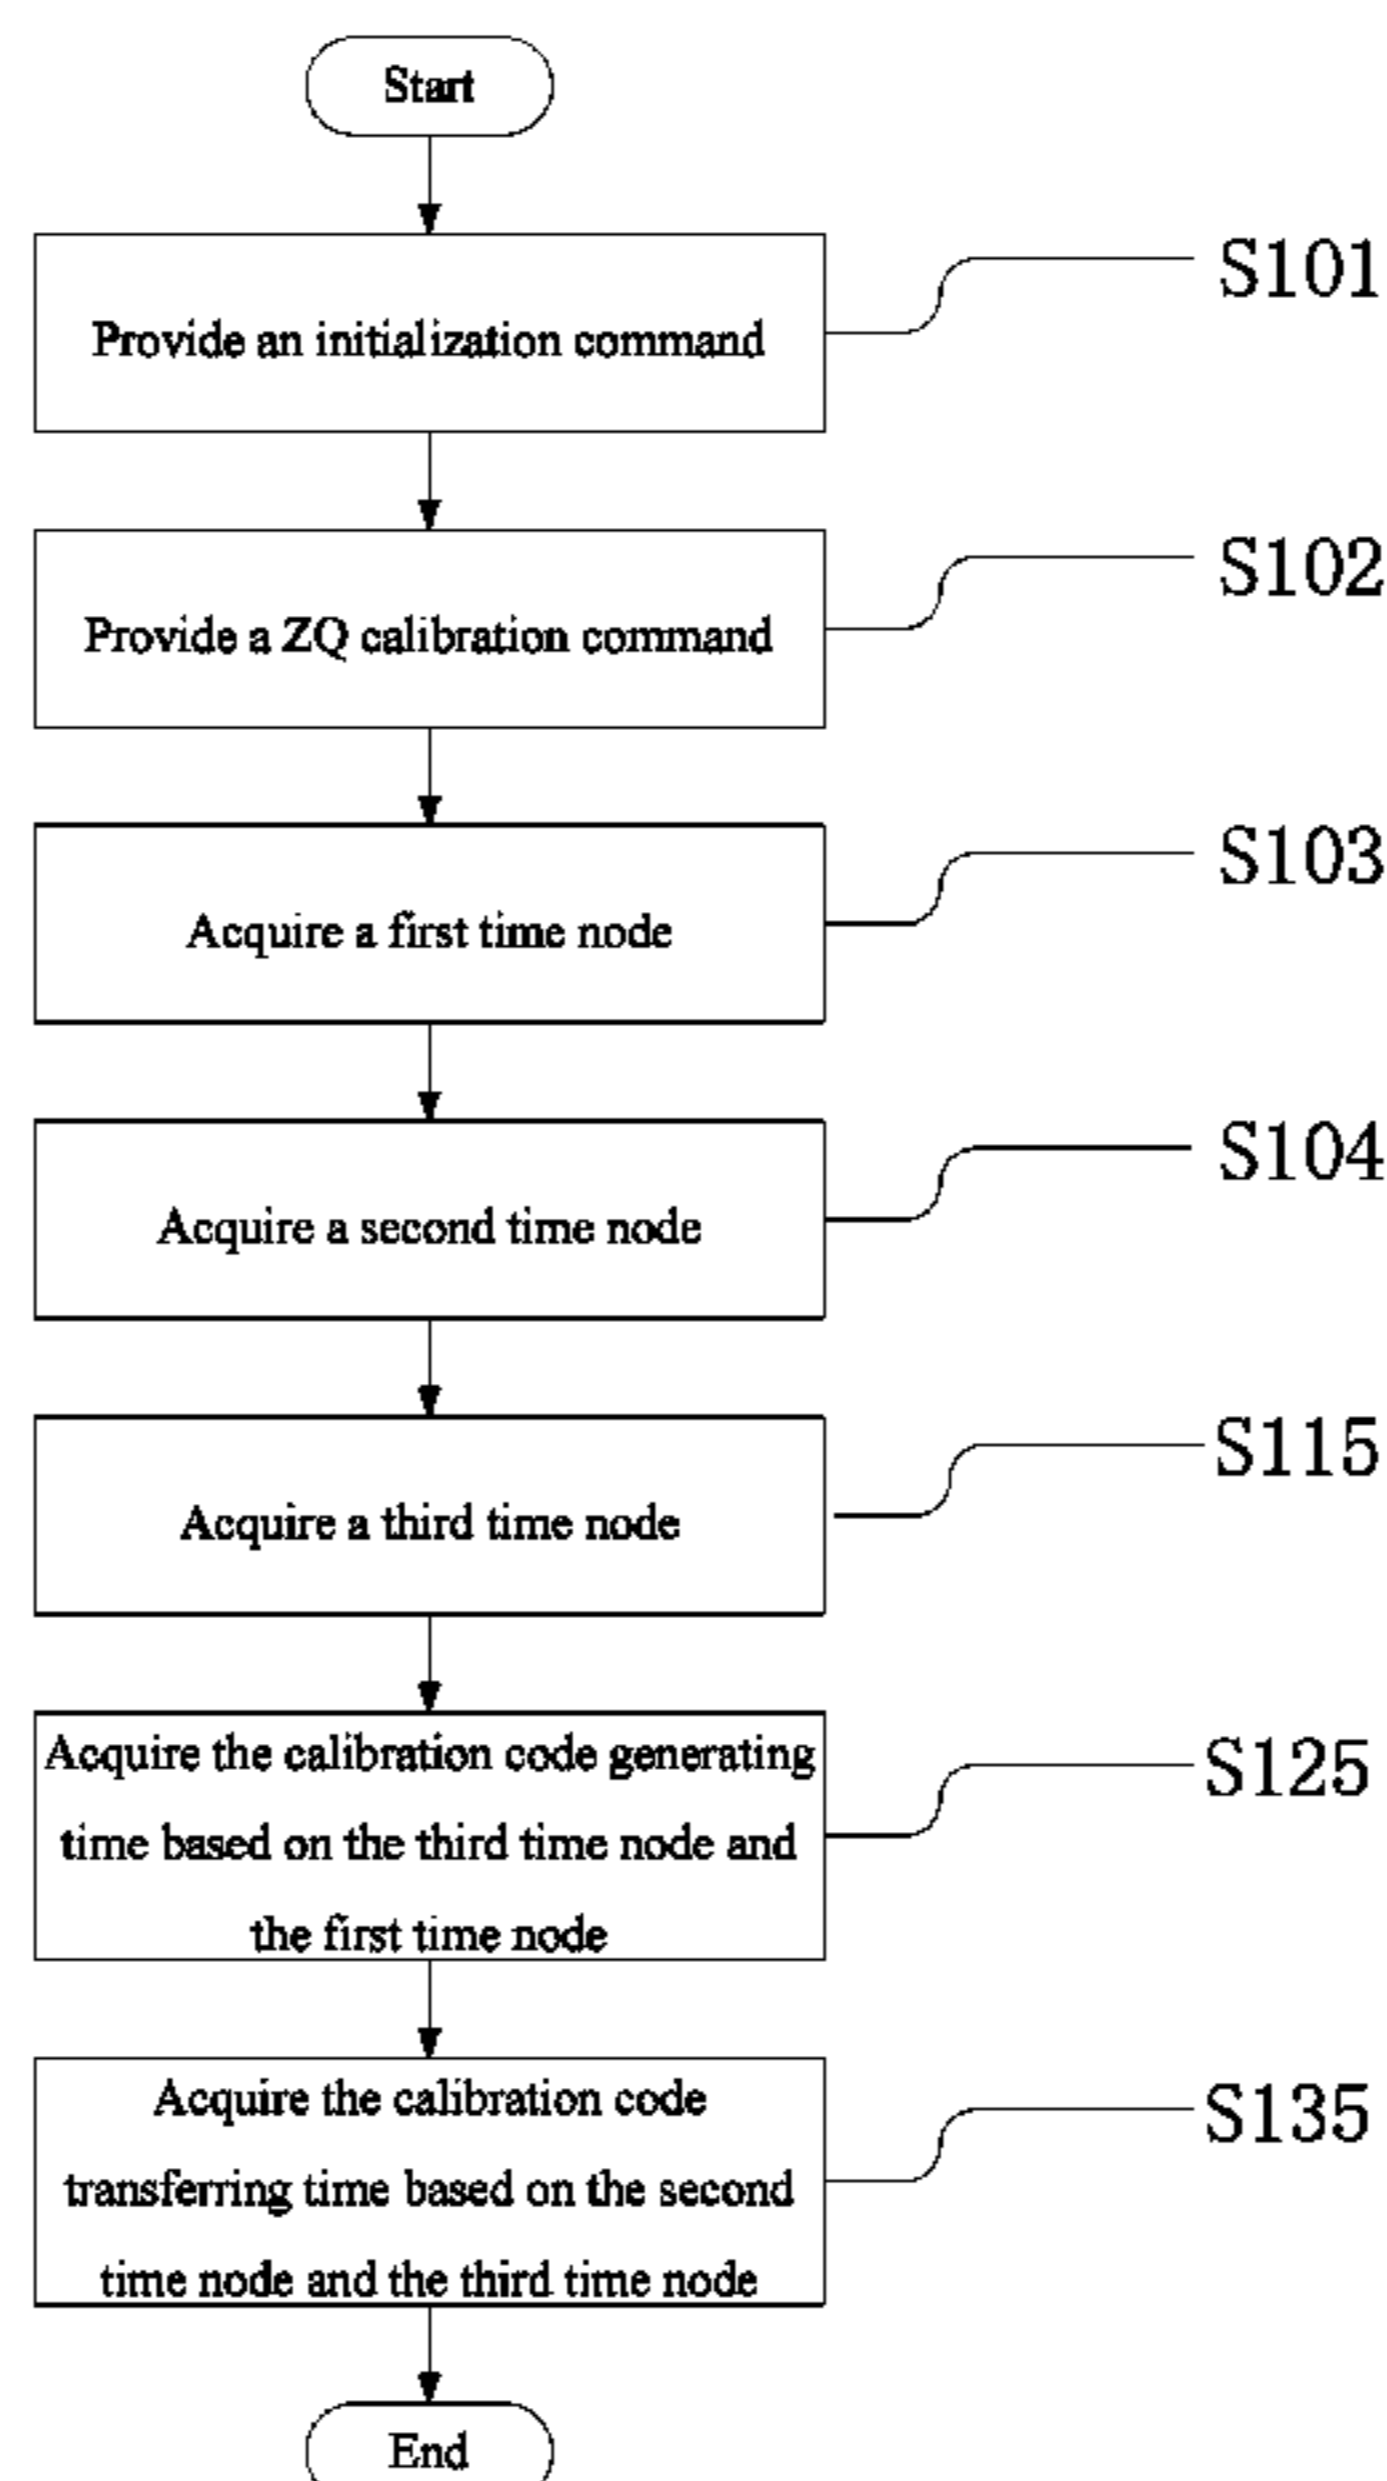 Start
Provide an initialization command
S101
Provide a ZQ calibration command
S102
Acquire a first time node
S103
Acquire a second time node
S104
Acquire a third time node
S115
Acquire the calibration code generating
time based on the third time node and
the first time node
S125
Acquire the calibration code
transferring time based on the second
time node and the third time node
S135
End